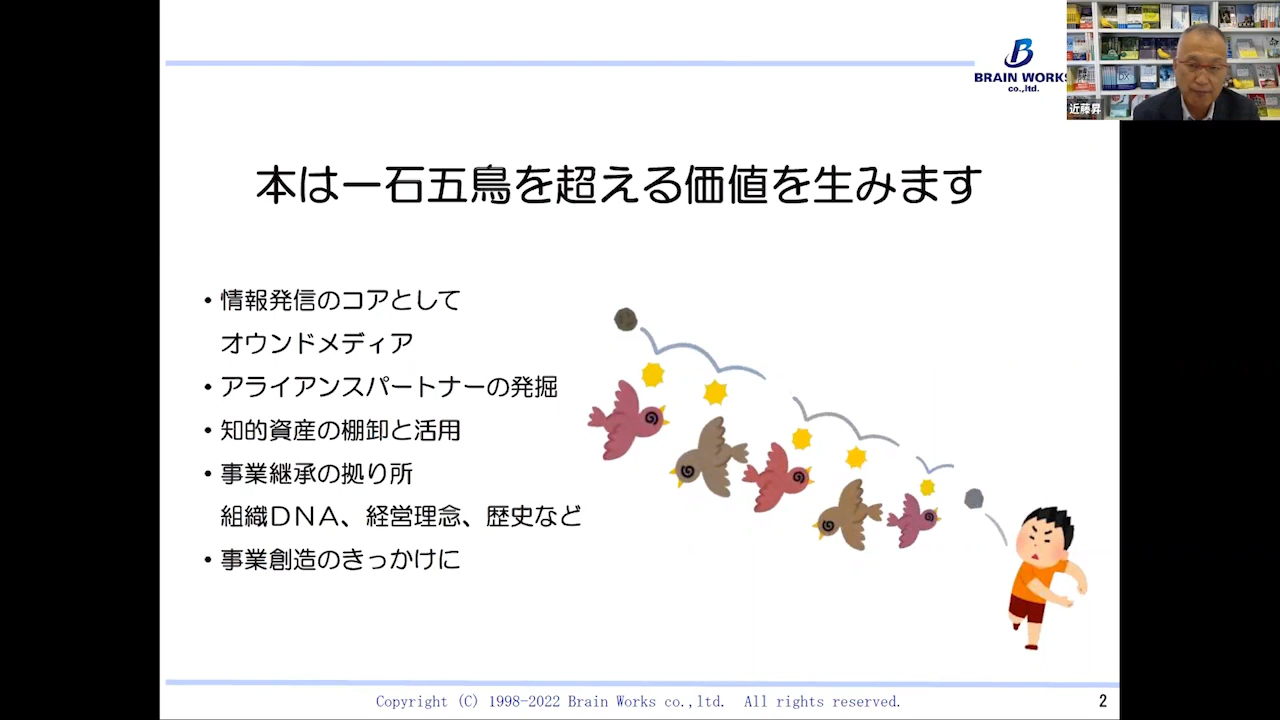 BRAIN WORKS
co.,ltd.
近藤昇
本は一石五鳥を超える価値を生みます
・情報発信のコアとして
オウンドメディア
・アライアンスパートナーの発掘
・知的資産の棚卸と活用
・事業継承の拠り所
組織ＤＮＡ、経営理念、歴史など
・事業創造のきっかけに
Copyright (C) 1998-2022 Brain Works co.,ltd. All rights reserved.
2